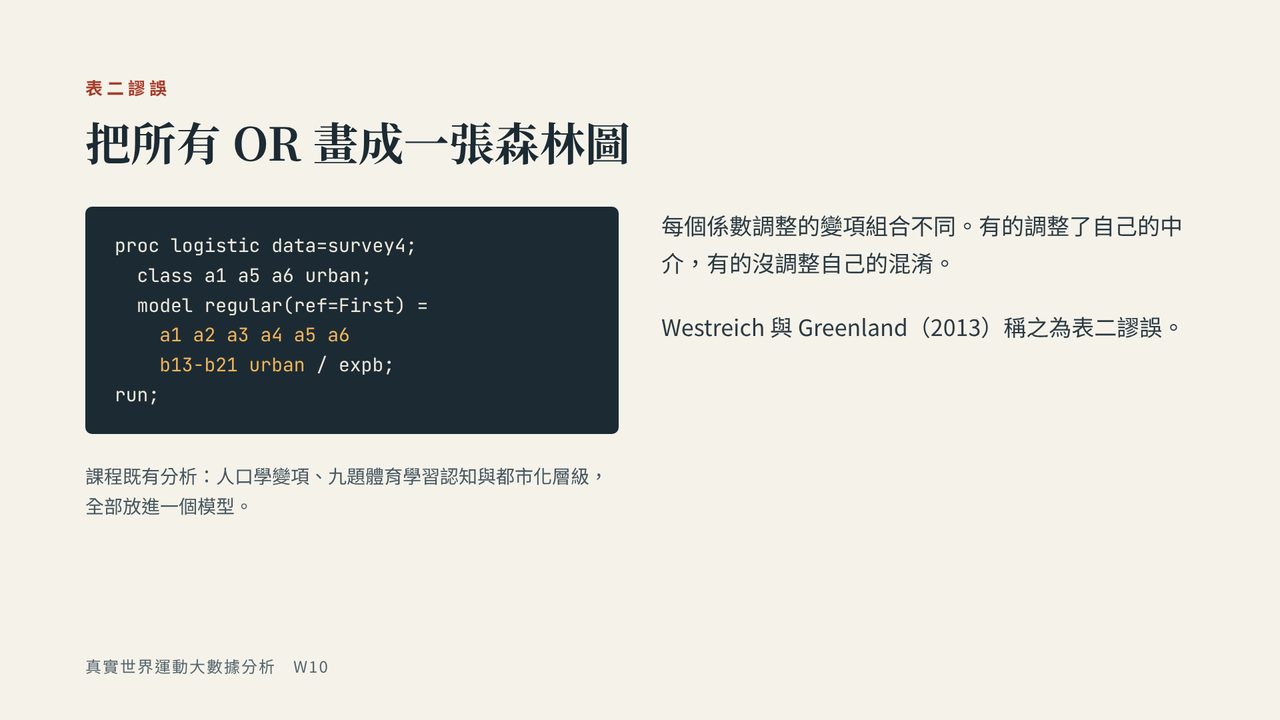 表二謬誤
把所有 OR 畫成一張森林圖
proc logistic data=survey4;
  class a1 a5 a6 urban;
  model regular(ref=First) =
    a1 a2 a3 a4 a5 a6
    b13-b21 urban / expb;
run;
課程既有分析：人口學變項、九題體育學習認知與都市化層級，
全部放進一個模型。
每個係數調整的變項組合不同。有的調整了自己的中
介，有的沒調整自己的混淆。
Westreich 與 Greenland（2013）稱之為表二謬誤。
真實世界運動大數據分析　W10